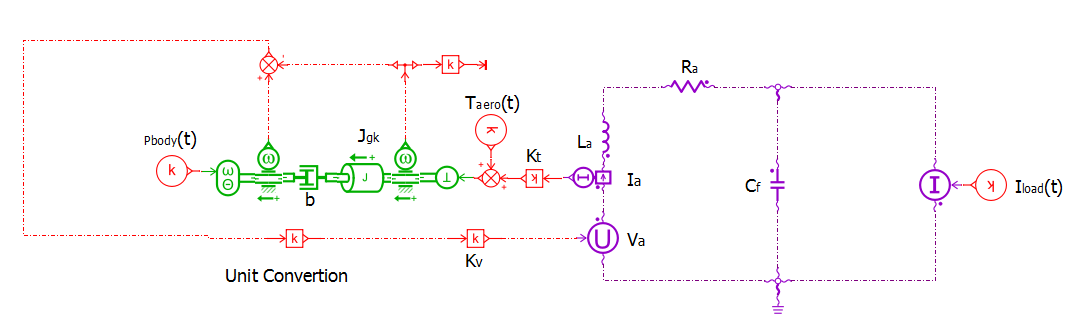 Ra
Taero(t)
k
Pbody(t)
Jgk
La
Kt
k
k
ω
Θ
ω
J
ω
T
k
I
Ia
Cf
I
k
Iload(t)
b
k
k
U
Va
Kv
Unit Convertion